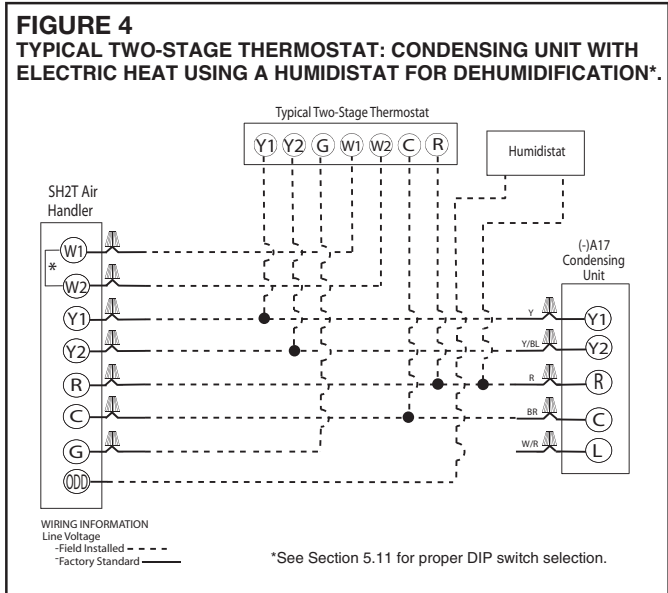 FIGURE 4
TYPICAL TWO-STAGE THERMOSTAT: CONDENSING UNIT WITH
ELECTRIC HEAT USING A HUMIDISTAT FOR DEHUMIDIFICATION*.
Typical Two-Stage Thermostat
Y1 Y2 G W1 W2 C R
Humidistat
SH2T Air
Handler
W1
*
W2
Y1
Y2
R
C
G
ODD
(-)A17
Condensing
Unit
Y Y1
Y/BL Y2
R R
BR C
W/R L
WIRING INFORMATION
Line Voltage
-Field Installed
-Factory Standard
*See Section 5.11 for proper DIP switch selection.